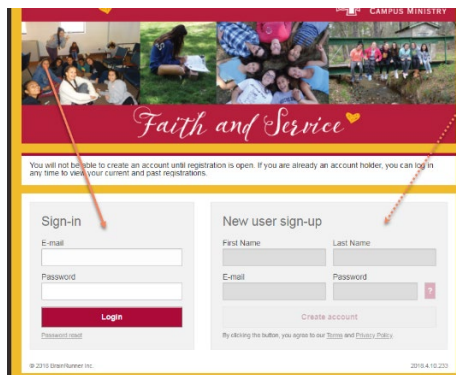 CAMPUS MINISTRY
Faith and Service
You will not be able to create an account until registration is open. If you are already an account holder, you can log in
any time to view your current and past registrations.
Sign-in
E-mail
Password
Login
Password reset
New user sign-up
First Name
Last Name
E-mail
Password
?
Create account
By clicking the button, you agree to our Terms and Privacy Policy.
© 2016 BrainRunner Inc.
2016.4.18.233